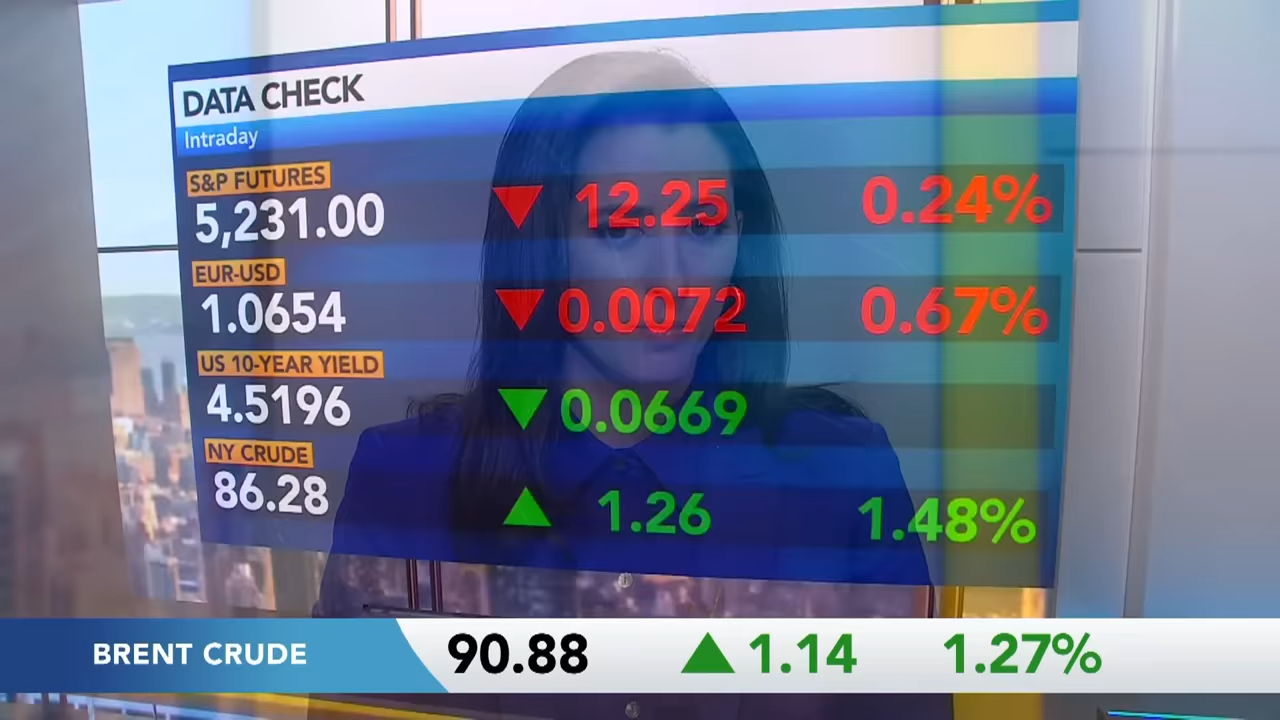 DATA CHECK
Intraday
S&P FUTURES
5,231.00 ▼ 12.25 0.24%
EUR-USD
1.0654 ▼ 0.0072 0.67%
US 10-YEAR YIELD
4.5196 ▼ 0.0669
NY CRUDE
86.28 ▲ 1.26 1.48%
BRENT CRUDE 90.88 ▲ 1.14 1.27%